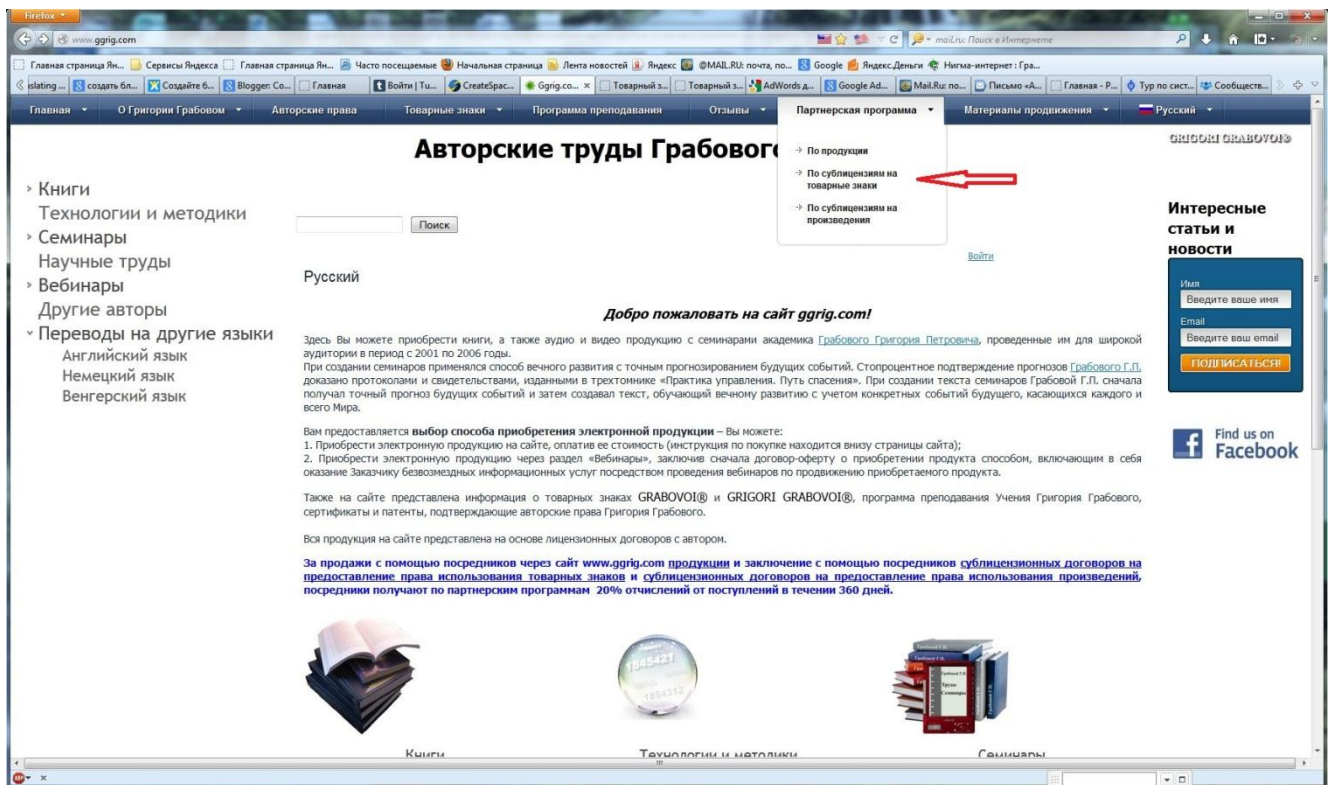 Firefox
www.ggrig.com
mail.ru: Поиск в Интернете
Главная страница Ян...
Сервисы Яндекса
Главная страница Ян...
Часто посещаемые
Начальная страница
Лента новостей
Яндекс
@MAIL.RU: почта, по...
Google
Яндекс.Деньги
Нигма-интернет : Гра...
islating ...
создать бл...
Создайте б...
Blogger: Co...
Главная
Войти | Tu...
CreateSpac...
Ggrig.co...
Товарный з...
Товарный з...
AdWords д...
Google Ad...
Mail.Ru: по...
Письмо «А...
Главная - Р...
Тур по сист...
Сообществ...
Главная
О Григории Грабовом
Авторские права
Товарные знаки
Программа преподавания
Отзывы
Партнерская программа
Материалы продвижения
Русский
По продукции
По сублицензиям на
товарные знаки
По сублицензиям на
произведения
Авторские труды Грабового
GRIGORI GRABOVOI®
Книги
Технологии и методики
Семинары
Научные труды
Вебинары
Другие авторы
Переводы на другие языки
Английский язык
Немецкий язык
Венгерский язык
Поиск
Войти
Русский
Добро пожаловать на сайт ggrig.com!
Здесь Вы можете приобрести книги, а также аудио и видео продукцию с семинарами академика Грабового Григория Петровича, проведенные им для широкой
аудитории в период с 2001 по 2006 годы.
При создании семинаров применялся способ вечного развития с точным прогнозированием будущих событий. Стопроцентное подтверждение прогнозов Грабового Г.П.
доказано протоколами и свидетельствами, изданными в трехтомнике «Практика управления. Путь спасения». При создании текста семинаров Грабовой Г.П. сначала
получал точный прогноз будущих событий и затем создавал текст, обучающий вечному развитию с учетом конкретных событий будущего, касающихся каждого и
всего Мира.
Вам предоставляется выбор способа приобретения электронной продукции – Вы можете:
1. Приобрести электронную продукцию на сайте, оплатив ее стоимость (инструкция по покупке находится внизу страницы сайта);
2. Приобрести электронную продукцию через раздел «Вебинары», заключив сначала договор-оферту о приобретении продукта способом, включающим в себя
оказание Заказчику безвозмездных информационных услуг посредством проведения вебинаров по продвижению приобретаемого продукта.
Также на сайте представлена информация о товарных знаках GRABOVOI® и GRIGORI GRABOVOI®, программа преподавания Учения Григория Грабового,
сертификаты и патенты, подтверждающие авторские права Григория Грабового.
Вся продукция на сайте представлена на основе лицензионных договоров с автором.
За продажи с помощью посредников через сайт www.ggrig.com продукции и заключение с помощью посредников сублицензионных договоров на
предоставление права использования товарных знаков и сублицензионных договоров на предоставление права использования произведений,
посредники получают по партнерским программам 20% отчислений от поступлений в течении 360 дней.
Интересные
статьи и
новости
Имя
Введите ваше имя
Email
Введите ваш email
ПОДПИСАТЬСЯ!
Find us on
Facebook
1845421
1854312
Труды
Семинары
Книги
Технологии и методики
Семинары